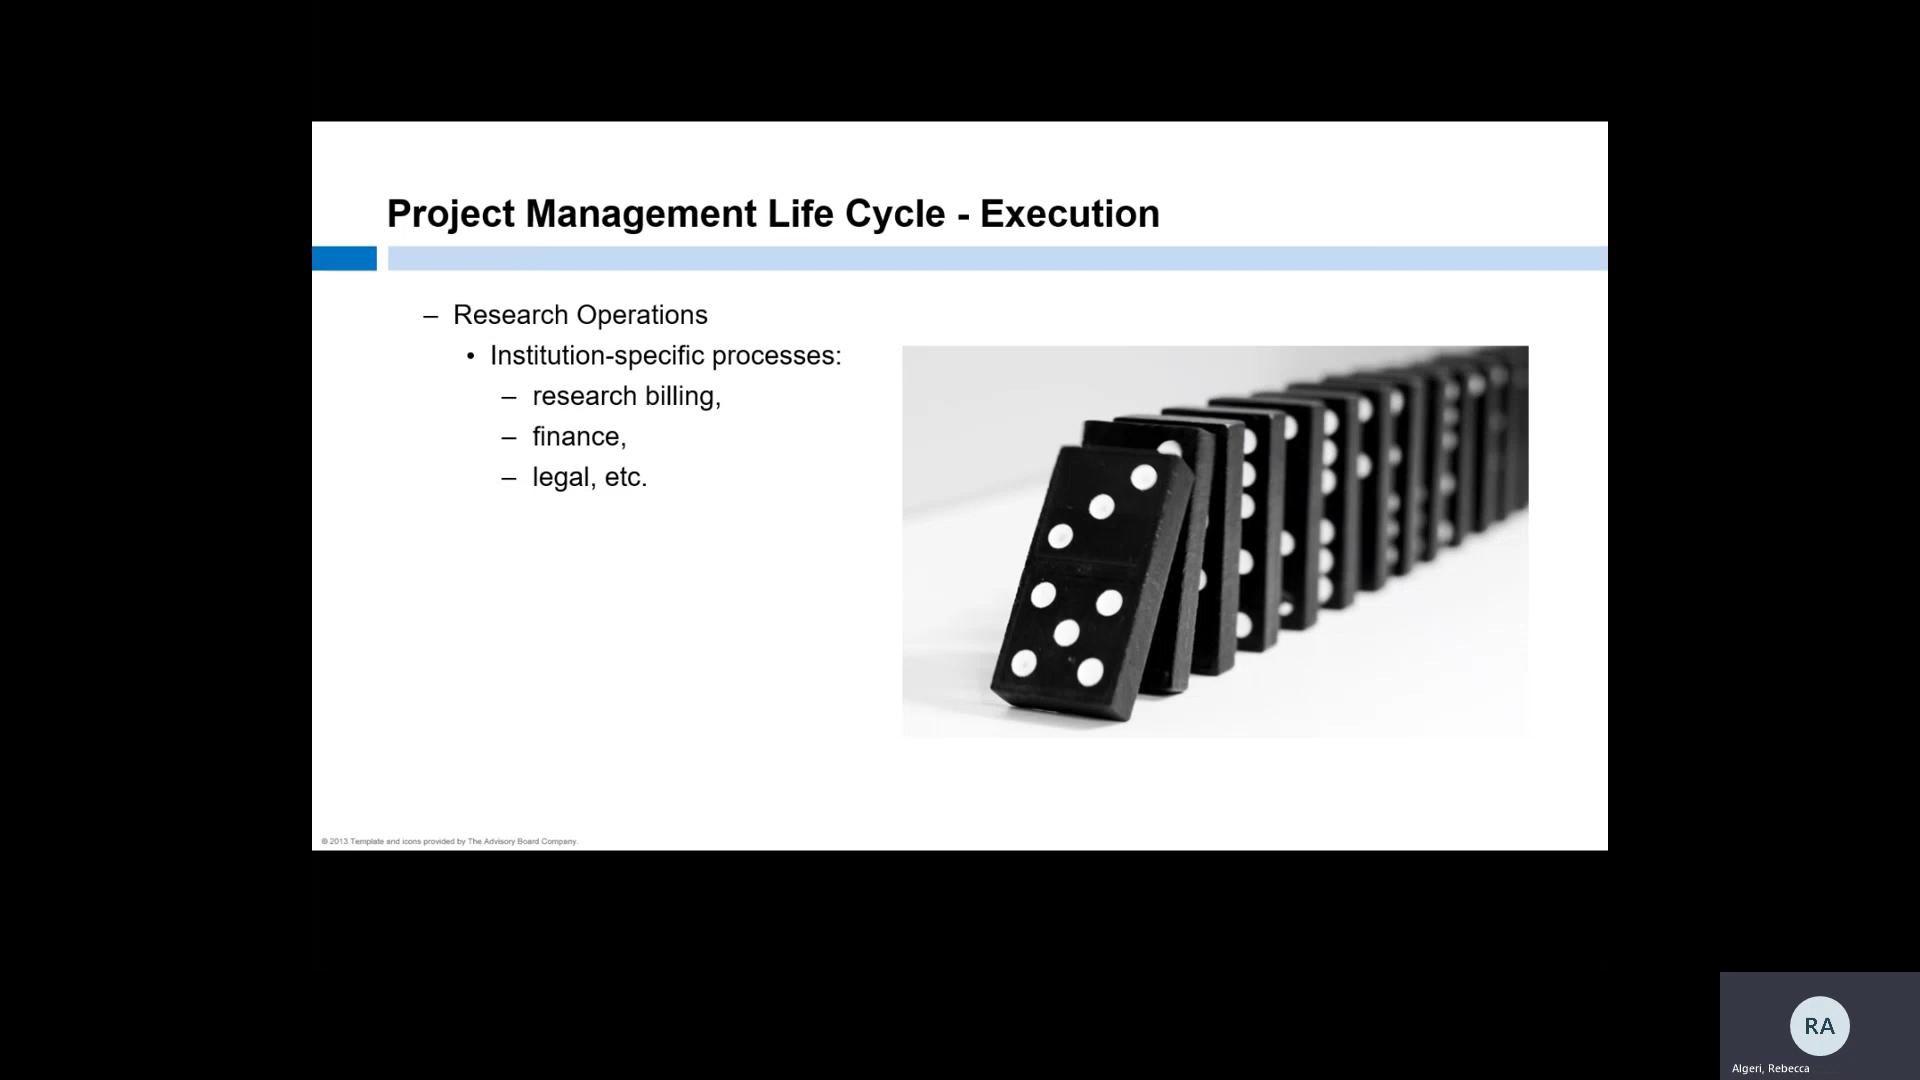 Project Management Life Cycle - Execution
– Research Operations
• Institution-specific processes:
– research billing,
– finance,
– legal, etc.
© 2013 Template and icons provided by The Advisory Board Company.
RA
Algeri, Rebecca